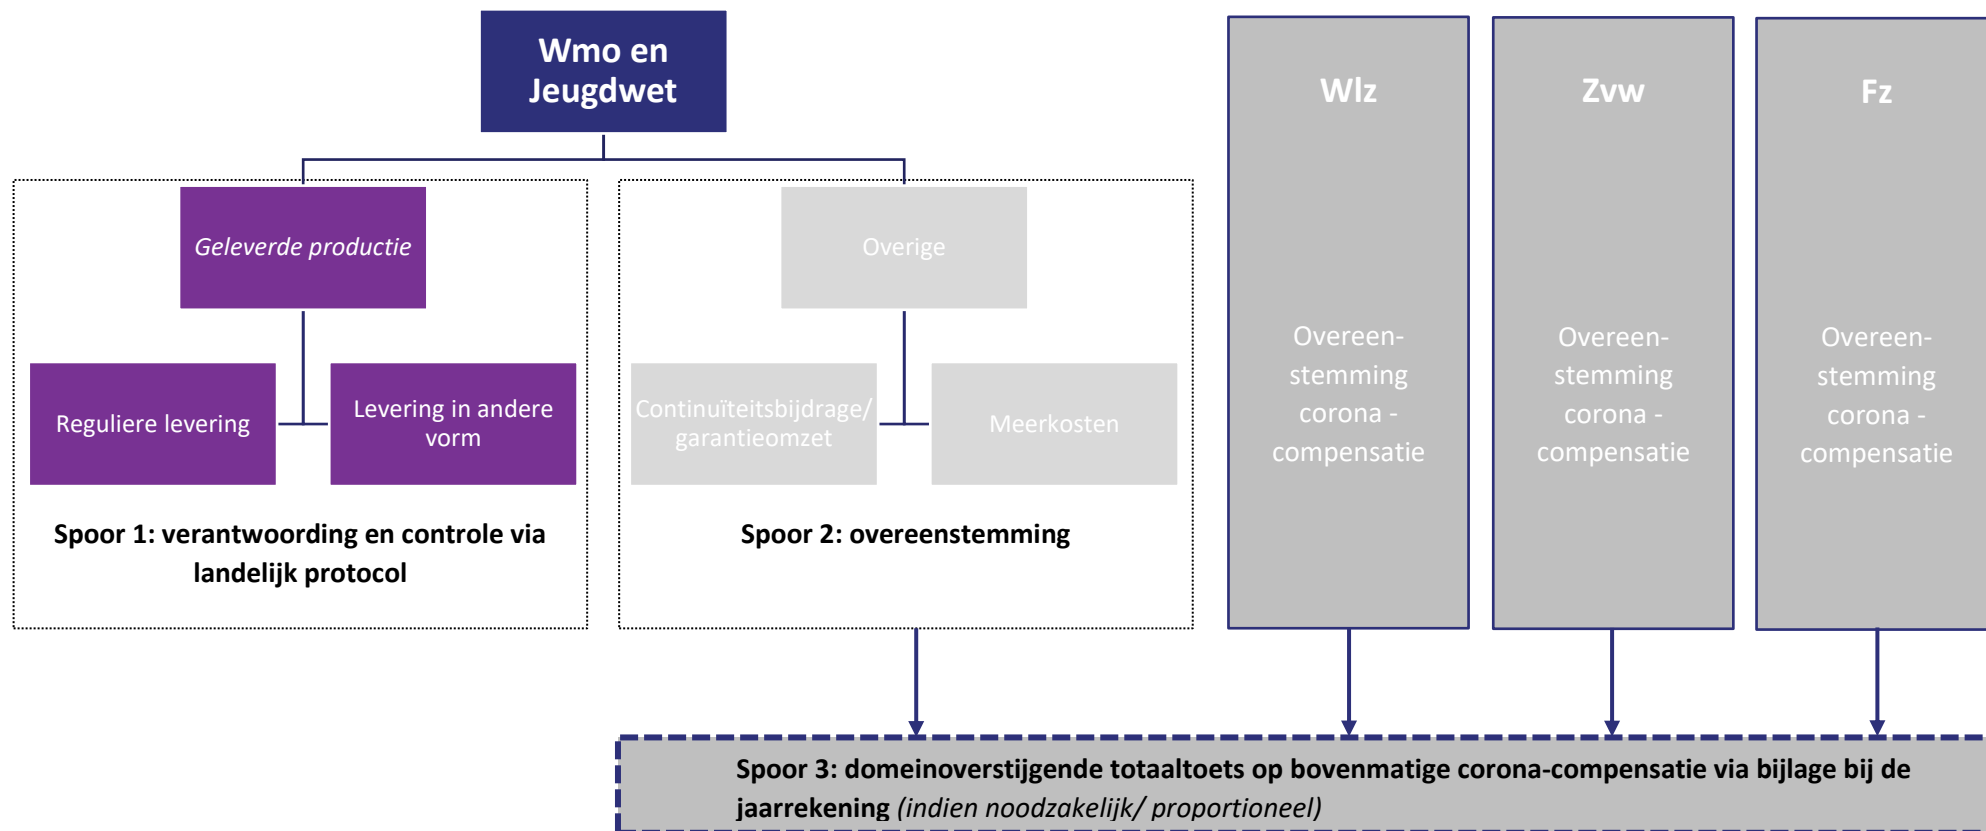 Wmo en
Jeugdwet
Geleverde productie
Reguliere levering
Levering in andere
vorm
Spoor 1: verantwoording en controle via
landelijk protocol
Overige
Continuïteitsbijdrage/
garantieomzet
Meerkosten
Spoor 2: overeenstemming
Wlz
Overeen-
stemming
corona -
compensatie
Zvw
Overeen-
stemming
corona -
compensatie
Fz
Overeen-
stemming
corona -
compensatie
Spoor 3: domeinoverstijgende totaaltoets op bovenmatige corona-compensatie via bijlage bij de
jaarrekening (indien noodzakelijk/ proportioneel)